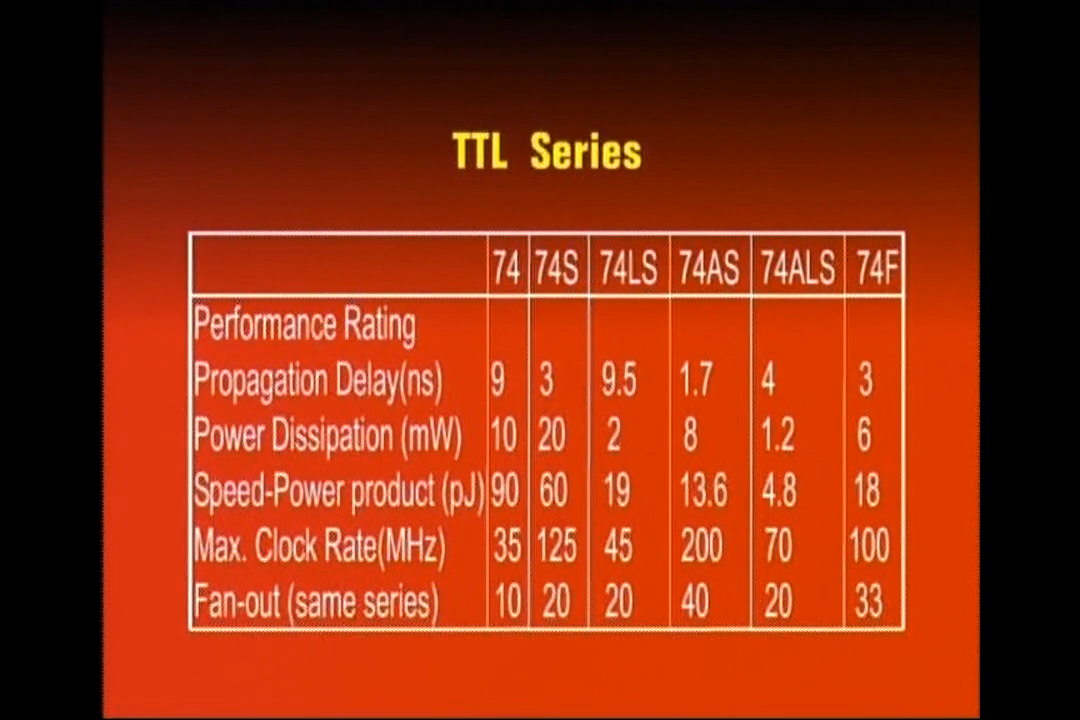 TTL Series
74 74S 74LS 74AS 74ALS 74F
Performance Rating
Propagation Delay(ns) 9 3 9.5 1.7 4 3
Power Dissipation (mW) 10 20 2 8 1.2 6
Speed-Power product (pJ) 90 60 19 13.6 4.8 18
Max. Clock Rate(MHz) 35 125 45 200 70 100
Fan-out (same series) 10 20 20 40 20 33